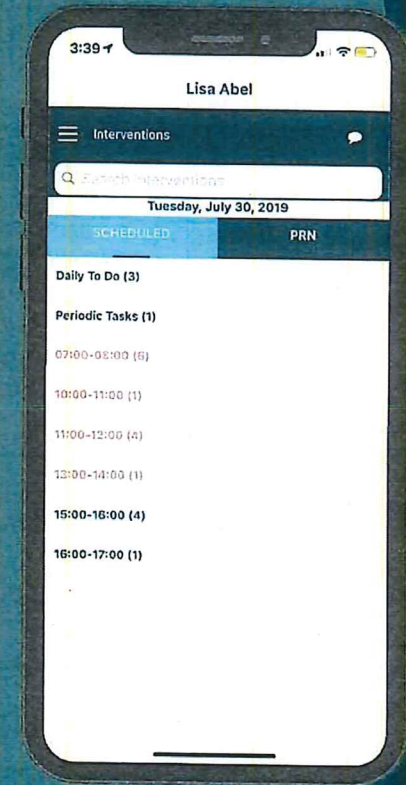 3:39
Lisa Abel
Interventions
Search Interventions
Tuesday, July 30, 2019
SCHEDULED PRN
Daily To Do (3)
Periodic Tasks (1)
07:00-08:00 (6)
10:00-11:00 (1)
11:00-12:00 (4)
13:00-14:00 (1)
15:00-16:00 (4)
16:00-17:00 (1)